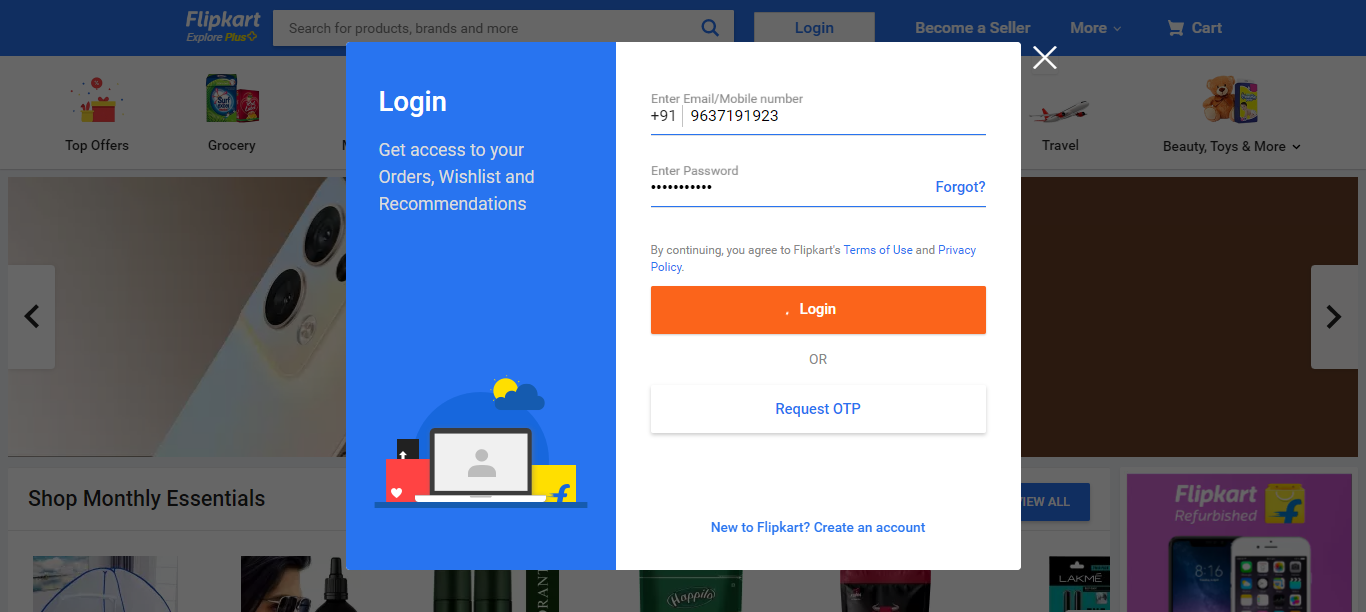 Flipkart
Explore Plus
Search for products, brands and more
Login
Become a Seller
More
Cart
Top Offers
Grocery
Travel
Beauty, Toys & More
Login
Get access to your
Orders, Wishlist and
Recommendations
Enter Email/Mobile number
+91 9637191923
Enter Password
•••••••••••
Forgot?
By continuing, you agree to Flipkart's Terms of Use and Privacy
Policy.
Login
OR
Request OTP
New to Flipkart? Create an account
Shop Monthly Essentials
VIEW ALL
Flipkart
Refurbished
8:16
LAKMÉ
Happilo